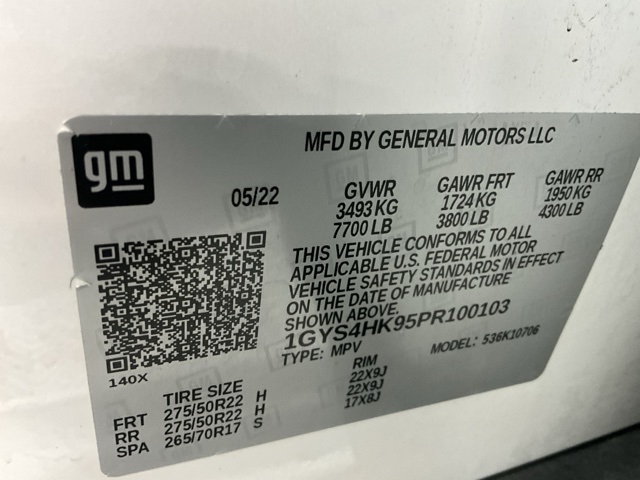 gm
MFD BY GENERAL MOTORS LLC
05/22
GVWR GAWR FRT GAWR RR
3493 KG 1724 KG 1950 KG
7700 LB 3800 LB 4300 LB
THIS VEHICLE CONFORMS TO ALL
APPLICABLE U.S. FEDERAL MOTOR
VEHICLE SAFETY STANDARDS IN EFFECT
ON THE DATE OF MANUFACTURE
SHOWN ABOVE.
1GYS4HK95PR100103
TYPE: MPV MODEL: 536K10706
140X
TIRE SIZE RIM
FRT 275/50R22 H 22X9J
RR 275/50R22 H 22X9J
SPA 265/70R17 S 17X8J